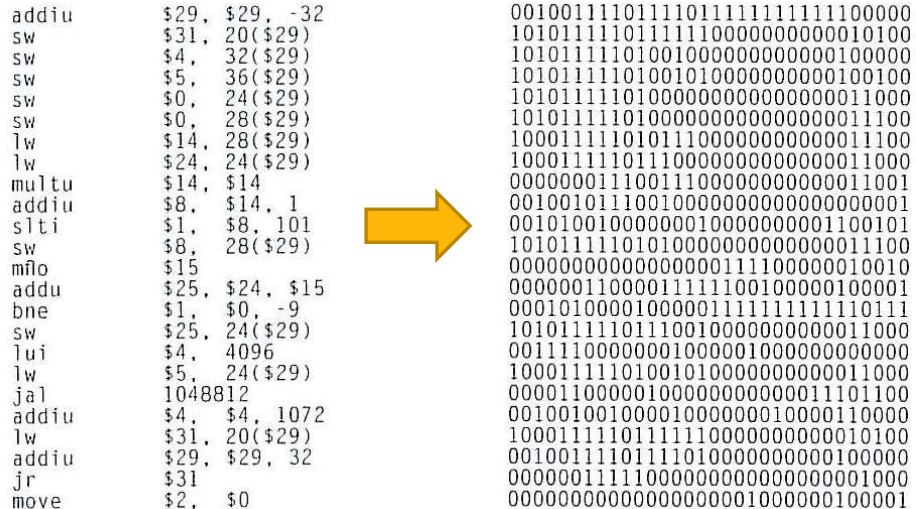 addiu $29, $29, -32 00100111101111011111111111100000
sw $31, 20($29) 10101111101111110000000000010100
sw $4, 32($29) 10101111101001000000000000100000
sw $5, 36($29) 10101111101001010000000000100100
sw $0, 24($29) 10101111101000000000000000011000
sw $0, 28($29) 10101111101000000000000000011100
lw $14, 28($29) 10001111101011100000000000011100
lw $24, 24($29) 10001111101110000000000000011000
multu $14, $14 00000001110011100000000000011001
addiu $8, $14, 1 00100101110010000000000000000001
slti $1, $8, 101 00101001000000010000000001100101
sw $8, 28($29) 10101111101010000000000000011100
mflo $15 00000000000000000111100000010010
addu $25, $24, $15 00000011000011111100100000100001
bne $1, $0, -9 00010100001000001111111111110111
sw $25, 24($29) 10101111101110010000000000011000
lui $4, 4096 00111100000001000001000000000000
lw $5, 24($29) 10001111101001010000000000011000
jal 1048812 00001100000100000000000011101100
addiu $4, $4, 1072 00100100100001000000010000110000
lw $31, 20($29) 10001111101111110000000000010100
addiu $29, $29, 32 00100111101111010000000000100000
jr $31 00000011111000000000000000001000
move $2, $0 00000000000000000001000000100001